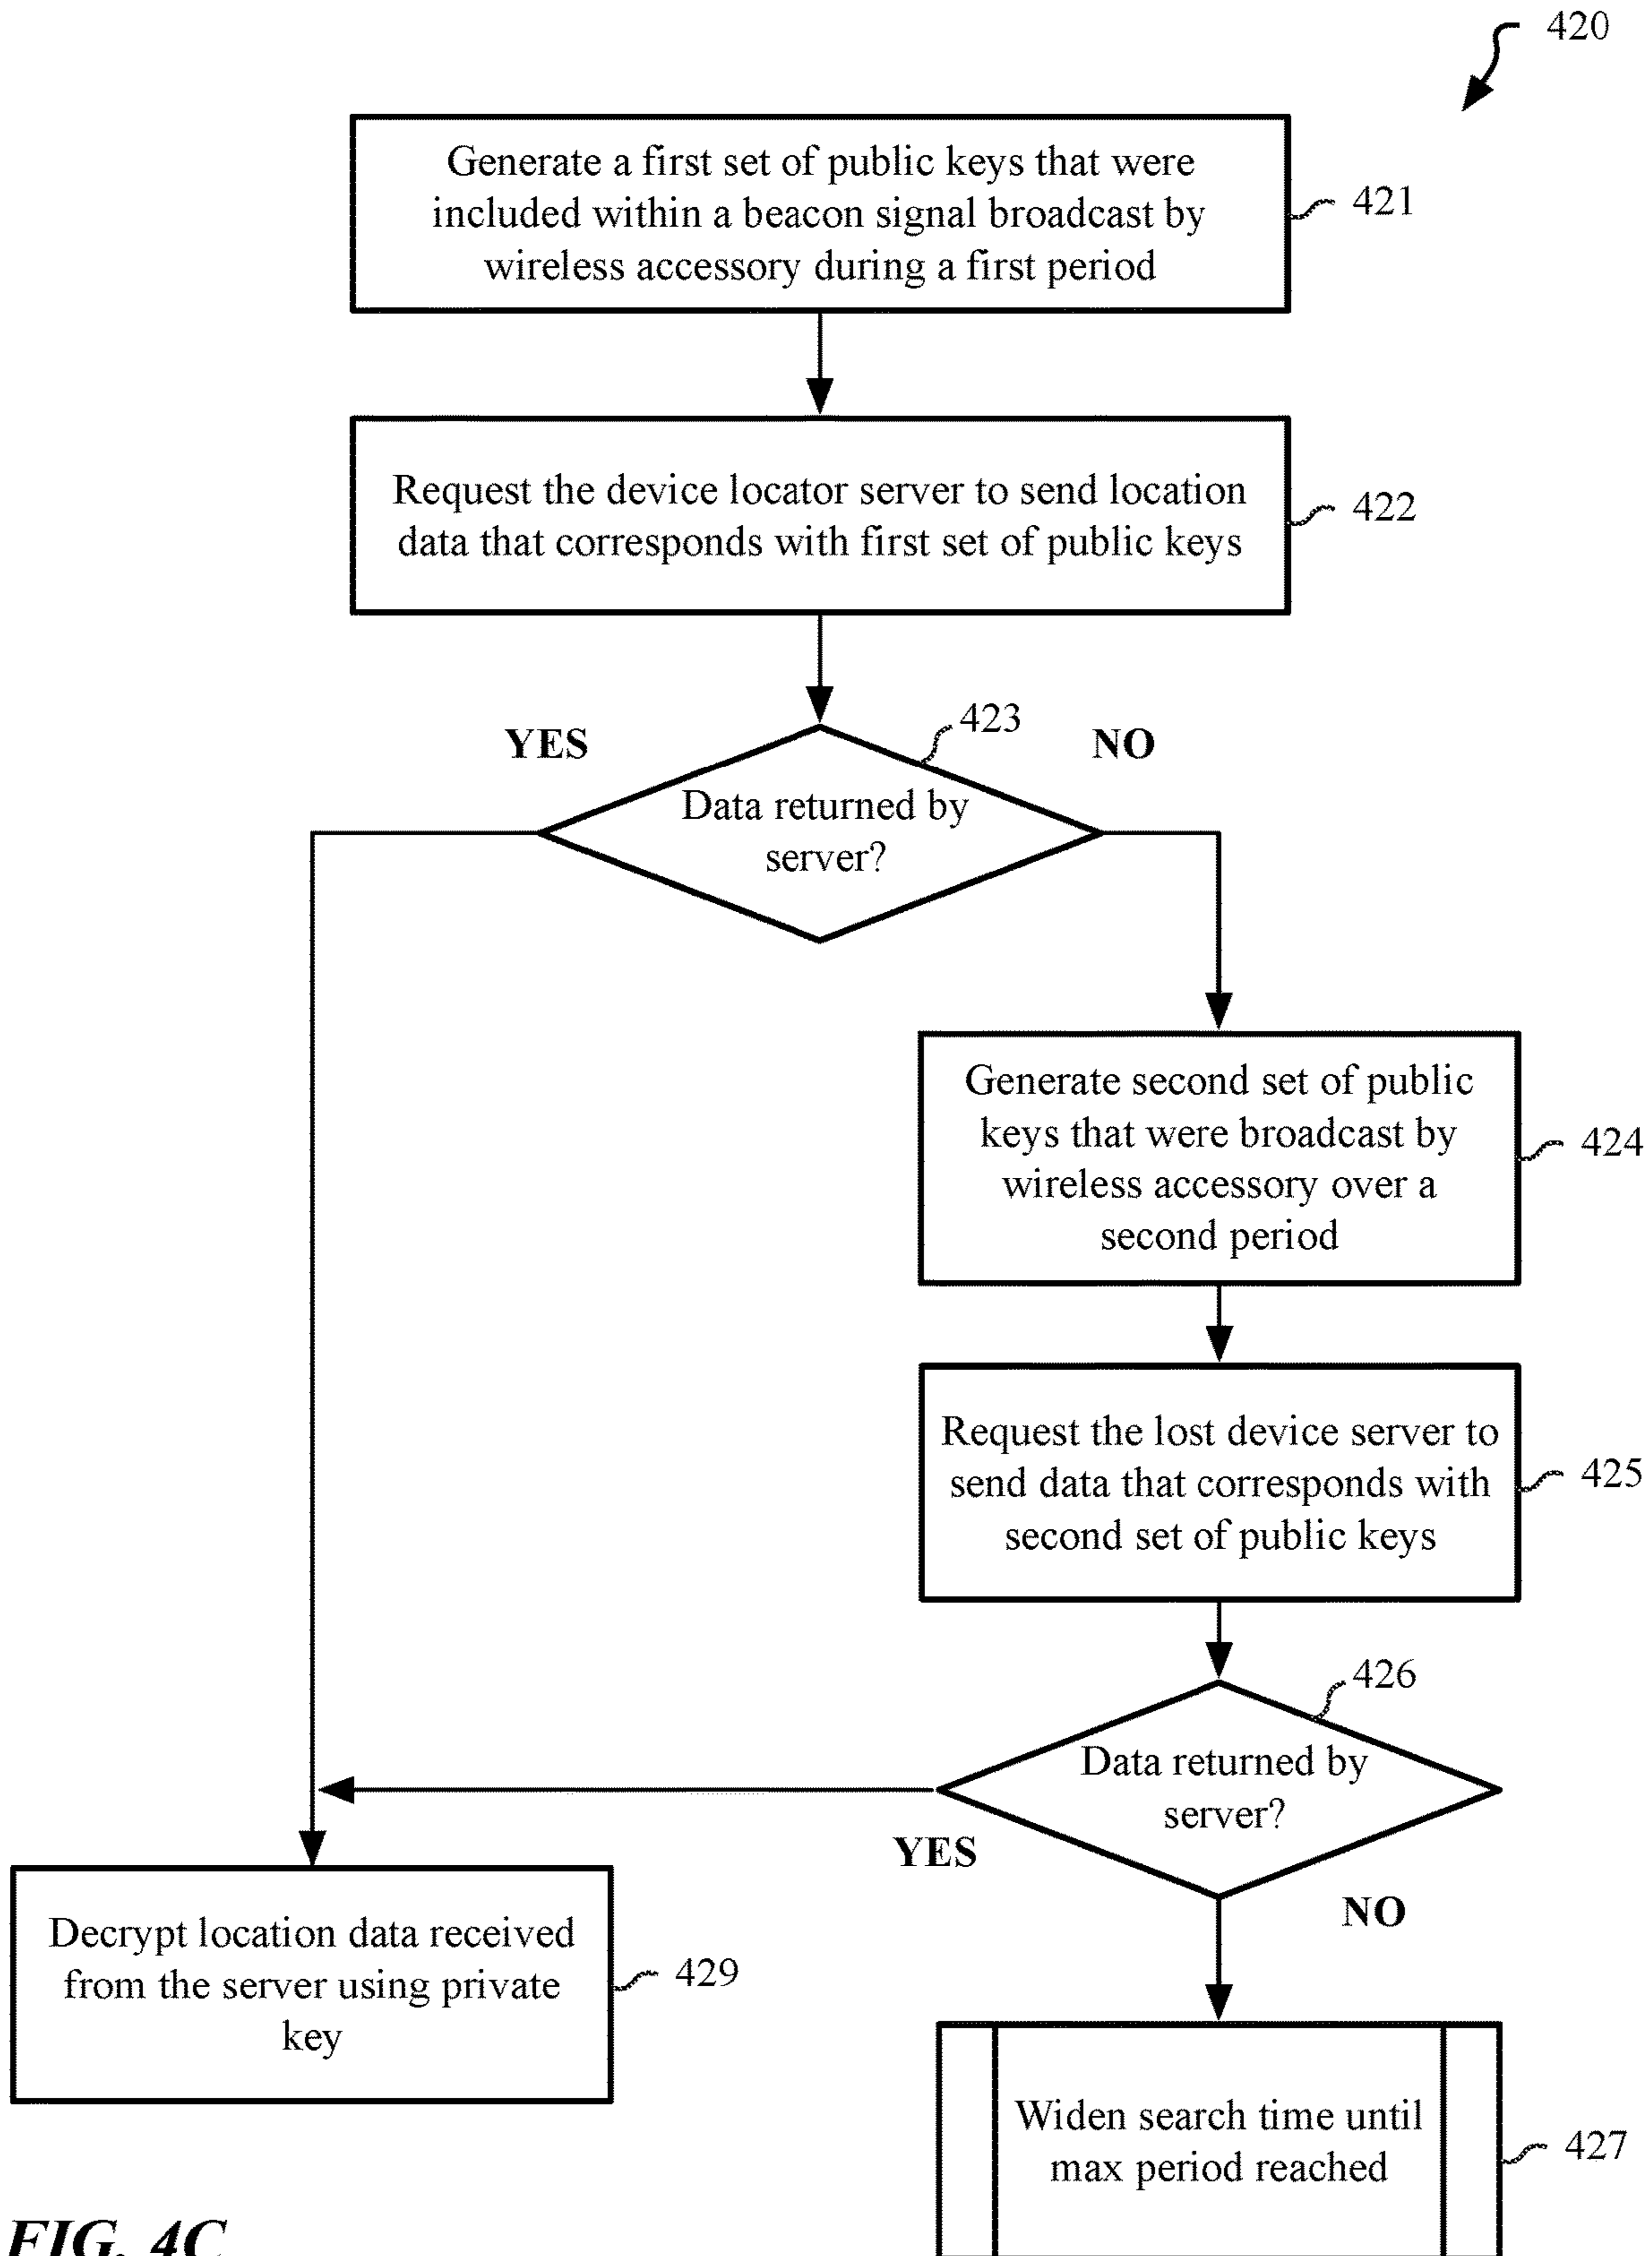 420
Generate a first set of public keys that were
included within a beacon signal broadcast by
wireless accessory during a first period
421
Request the device locator server to send location
data that corresponds with first set of public keys
422
423
YES
NO
Data returned by
server?
Generate second set of public
keys that were broadcast by
wireless accessory over a
second period
424
Request the lost device server to
send data that corresponds with
second set of public keys
425
426
Data returned by
server?
YES
NO
Decrypt location data received
from the server using private
key
429
Widen search time until
max period reached
427
FIG. 4C